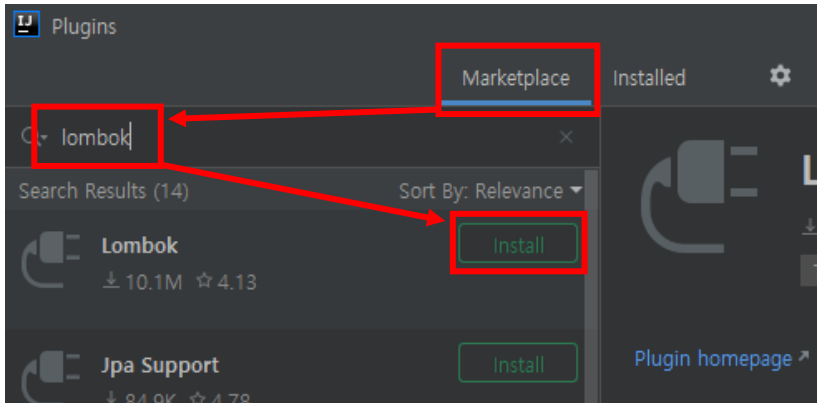 IJ Plugins
Marketplace Installed
lombok
Search Results (14) Sort By: Relevance
Lombok
Install
10.1M 4.13
Jpa Support
Install
84.9K 4.78
L
Plugin homepage